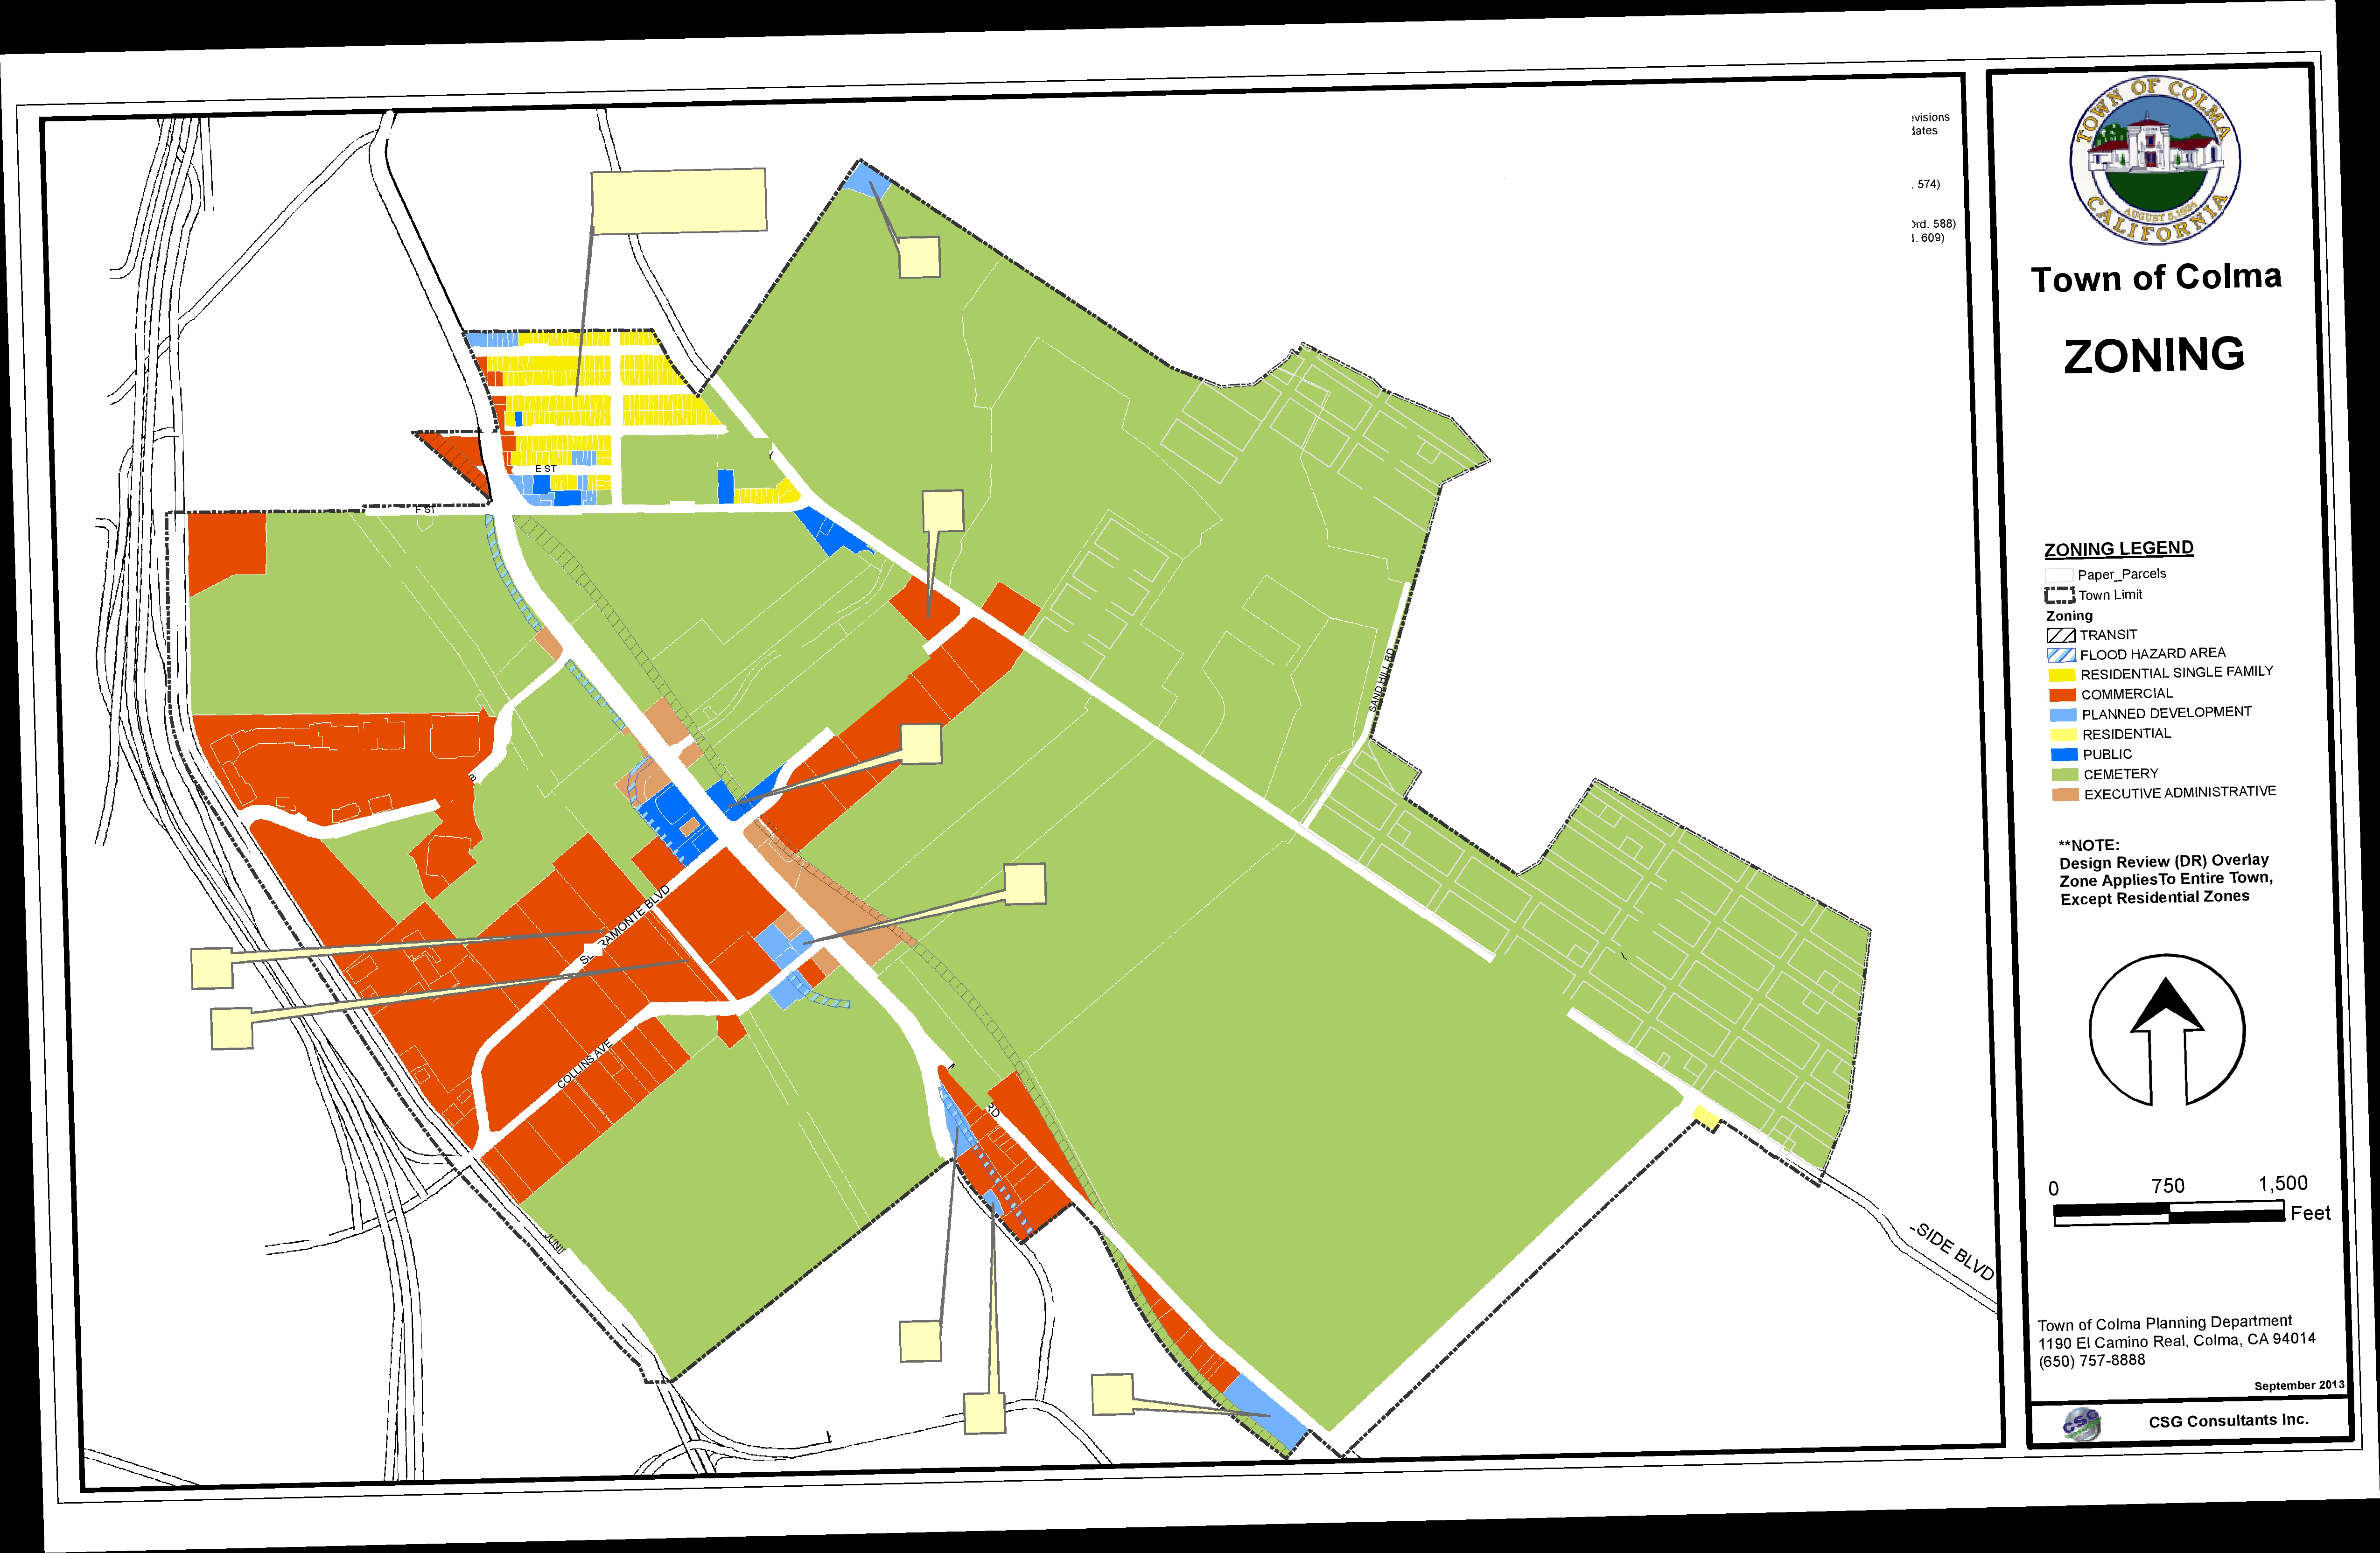 evisions
dates
. 574)
Ord. 588)
d. 609)
TOWN OF COLMA
AUGUST 5, 1924
CALIFORNIA
Town of Colma
ZONING
E ST
F ST
SAND HILL RD
RAMONTE BLVD
COLLINS AVE
RD
JUNI
-SIDE BLVD
ZONING LEGEND
Paper_Parcels
Town Limit
Zoning
TRANSIT
FLOOD HAZARD AREA
RESIDENTIAL SINGLE FAMILY
COMMERCIAL
PLANNED DEVELOPMENT
RESIDENTIAL
PUBLIC
CEMETERY
EXECUTIVE ADMINISTRATIVE
**NOTE:
Design Review (DR) Overlay
Zone AppliesTo Entire Town,
Except Residential Zones
0 750 1,500
Feet
Town of Colma Planning Department
1190 El Camino Real, Colma, CA 94014
(650) 757-8888
September 2013
CSG
CSG Consultants Inc.